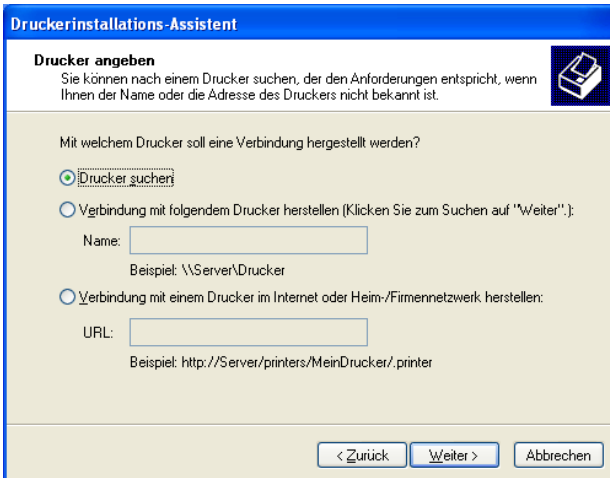 Druckerinstallations-Assistent
Drucker angeben
Sie können nach einem Drucker suchen, der den Anforderungen entspricht, wenn
Ihnen der Name oder die Adresse des Druckers nicht bekannt ist.
Mit welchem Drucker soll eine Verbindung hergestellt werden?
Drucker suchen
Verbindung mit folgendem Drucker herstellen (Klicken Sie zum Suchen auf "Weiter".):
Name:
Beispiel: \\Server\Drucker
Verbindung mit einem Drucker im Internet oder Heim-/Firmennetzwerk herstellen:
URL:
Beispiel: http://Server/printers/MeinDrucker/.printer
< Zurück Weiter > Abbrechen